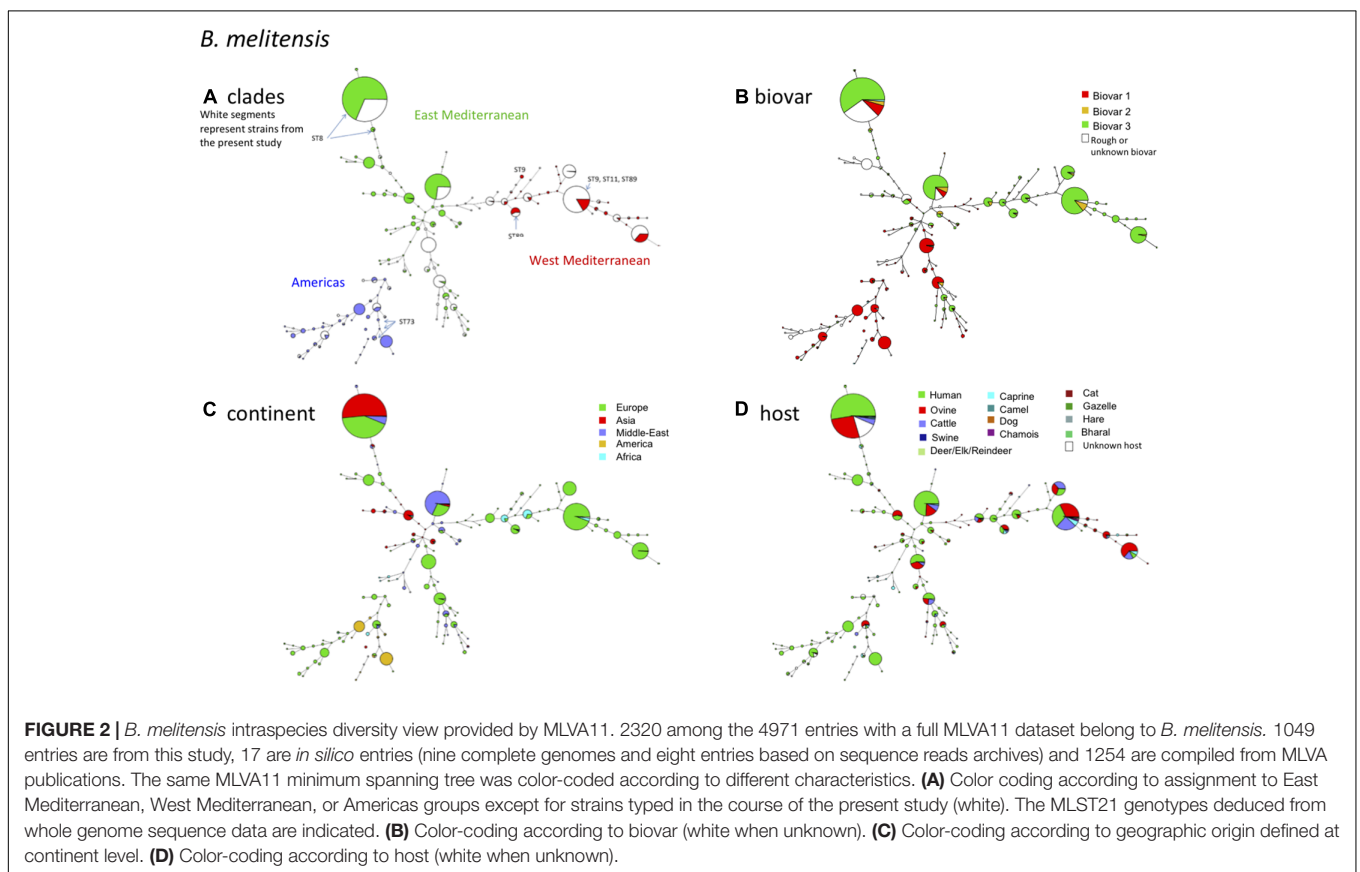 B. melitensis
A clades
White segments
represent strains from
the present study
ST8
East Mediterranean
ST9
ST9, ST11, ST89
West Mediterranean
Americas
ST73
B biovar
Biovar 1
Biovar 2
Biovar 3
Rough or
unknown biovar
C continent
Europe
Asia
Middle-East
America
Africa
D host
Human
Ovine
Cattle
Swine
Deer/Elk/Reindeer
Caprine
Camel
Dog
Chamois
Cat
Gazelle
Hare
Bharal
Unknown host
FIGURE 2 | B. melitensis intraspecies diversity view provided by MLVA11. 2320 among the 4971 entries with a full MLVA11 dataset belong to B. melitensis. 1049
entries are from this study, 17 are in silico entries (nine complete genomes and eight entries based on sequence reads archives) and 1254 are compiled from MLVA
publications. The same MLVA11 minimum spanning tree was color-coded according to different characteristics. (A) Color coding according to assignment to East
Mediterranean, West Mediterranean, or Americas groups except for strains typed in the course of the present study (white). The MLST21 genotypes deduced from
whole genome sequence data are indicated. (B) Color-coding according to biovar (white when unknown). (C) Color-coding according to geographic origin defined at
continent level. (D) Color-coding according to host (white when unknown).